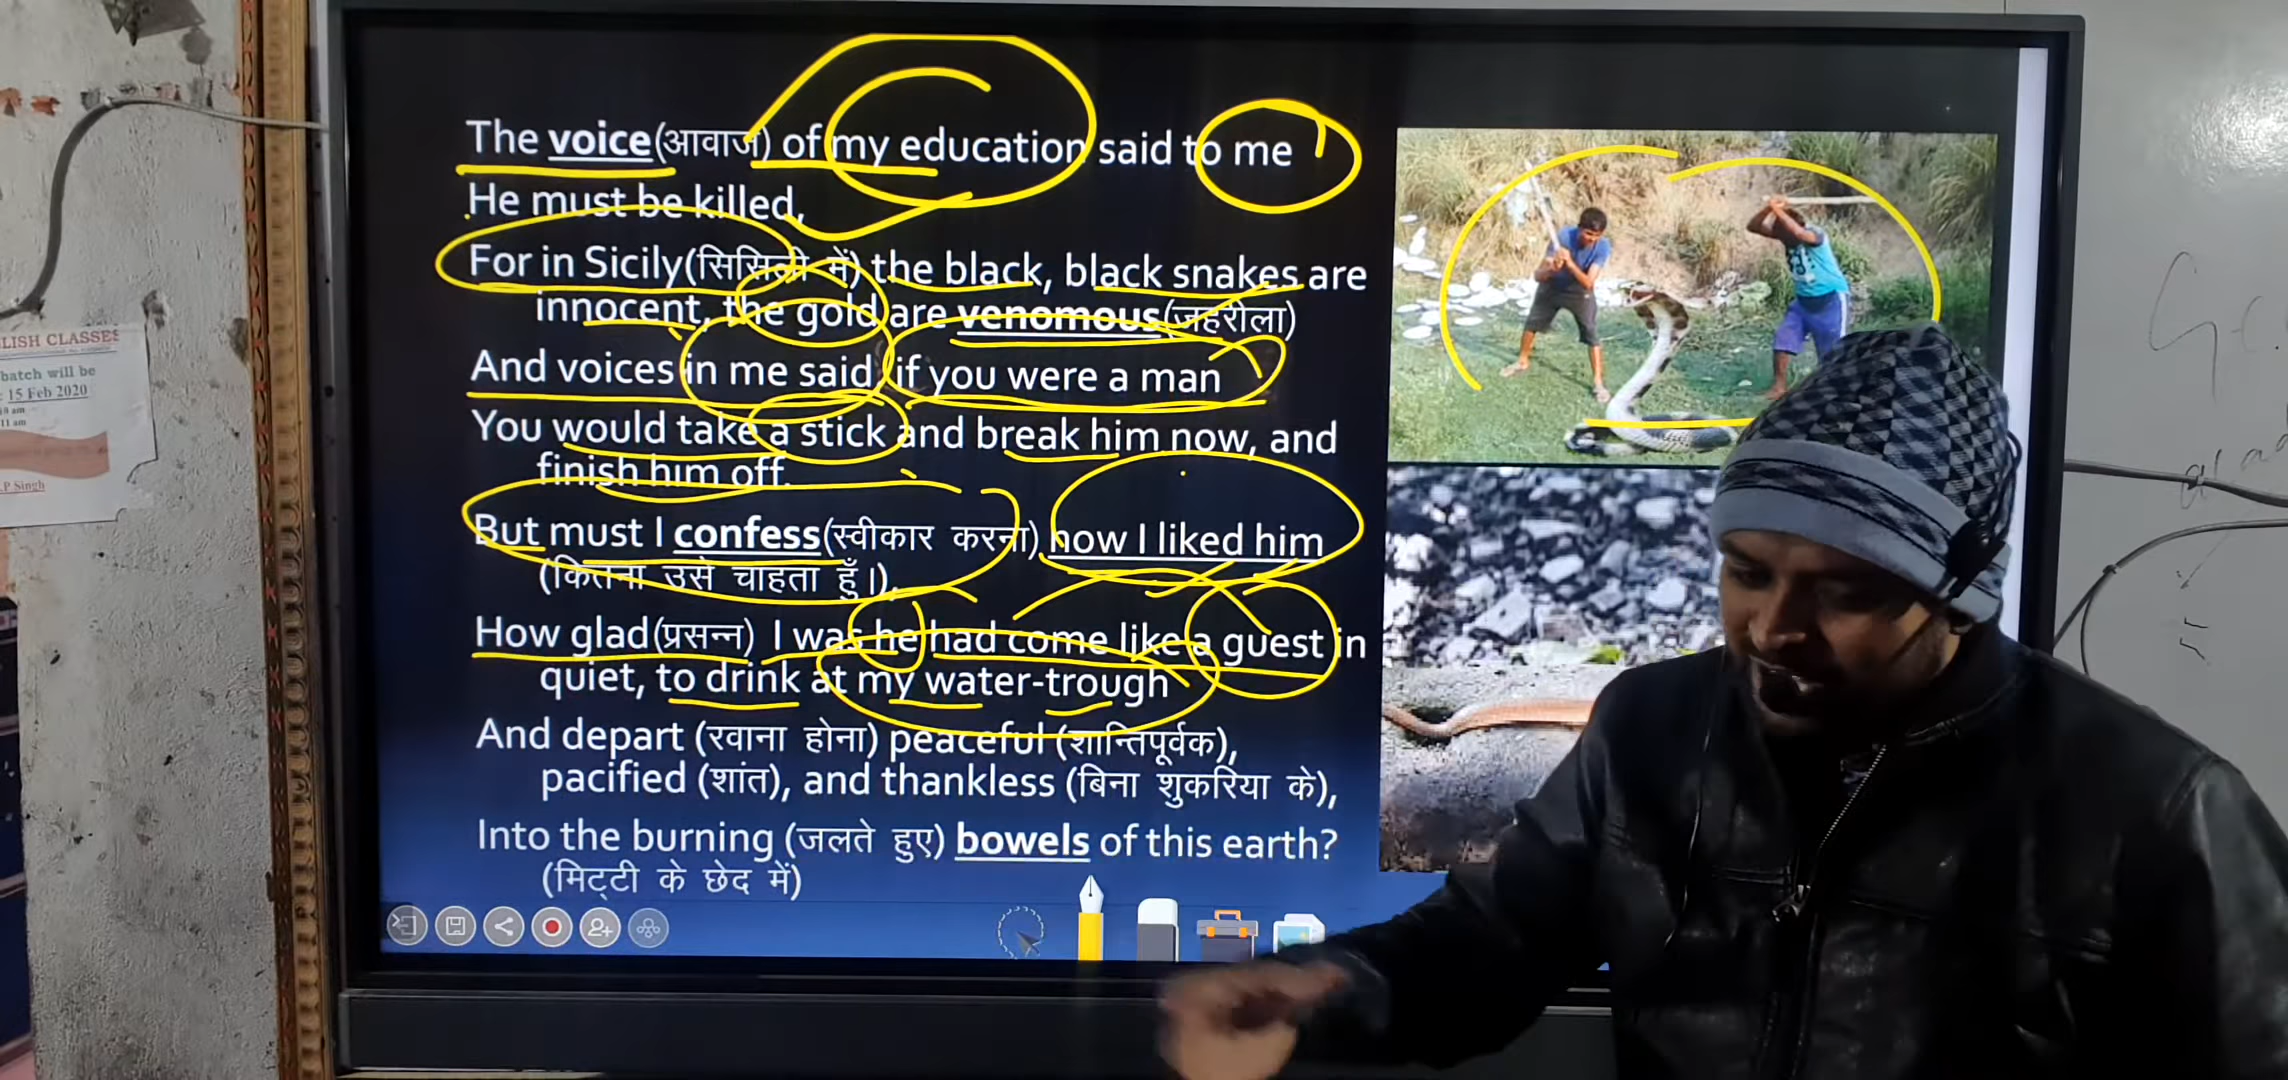 The voice(आवाज) of my education said to me
He must be killed,
For in Sicily(सिसिली में) the black, black snakes are
innocent, the gold are venomous(जहरीला)
And voices in me said, if you were a man
You would take a stick and break him now, and
finish him off.
But must I confess(स्वीकार करना) how I liked him
(कितना उसे चाहता हूँ।),
How glad(प्रसन्न) I was he had come like a guest in
quiet, to drink at my water-trough
And depart (रवाना होना) peaceful (शान्तिपूर्वक),
pacified (शांत), and thankless (बिना शुकरिया के),
Into the burning (जलते हुए) bowels of this earth?
(मिट्टी के छेद में)
LISH CLASSES
batch will be
15 Feb 2020
11 am
.P Singh